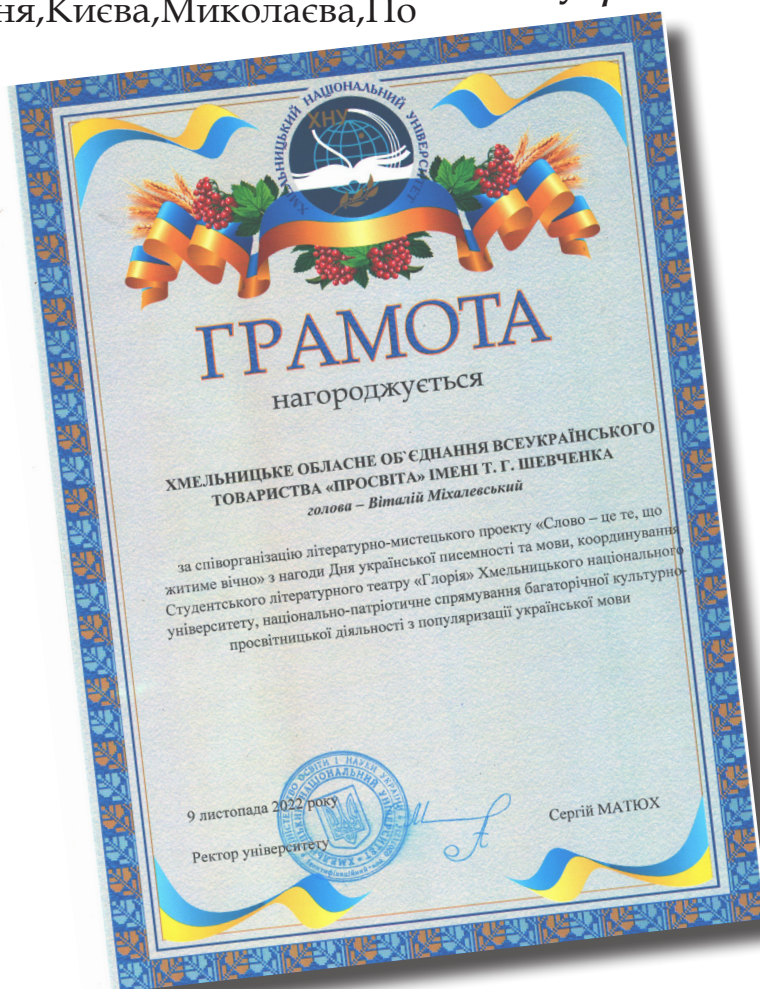 ня,Києва,Миколаєва,По
ХМЕЛЬНИЦЬКИЙ НАЦІОНАЛЬНИЙ УНІВЕРСИТЕТ
ХНУ
ГРАМОТА
нагороджується
ХМЕЛЬНИЦЬКЕ ОБЛАСНЕ ОБ`ЄДНАННЯ ВСЕУКРАЇНСЬКОГО
ТОВАРИСТВА «ПРОСВІТА» ІМЕНІ Т. Г. ШЕВЧЕНКА
голова – Віталій Міхалевський
за співорганізацію літературно-мистецького проекту «Слово – це те, що
житиме вічно» з нагоди Дня української писемності та мови, координування
Студентського літературного театру «Глорія» Хмельницького національного
університету, національно-патріотичне спрямування багаторічної культурно-
просвітницької діяльності з популяризації української мови
9 листопада 2022 року
Ректор університету
Сергій МАТЮХ